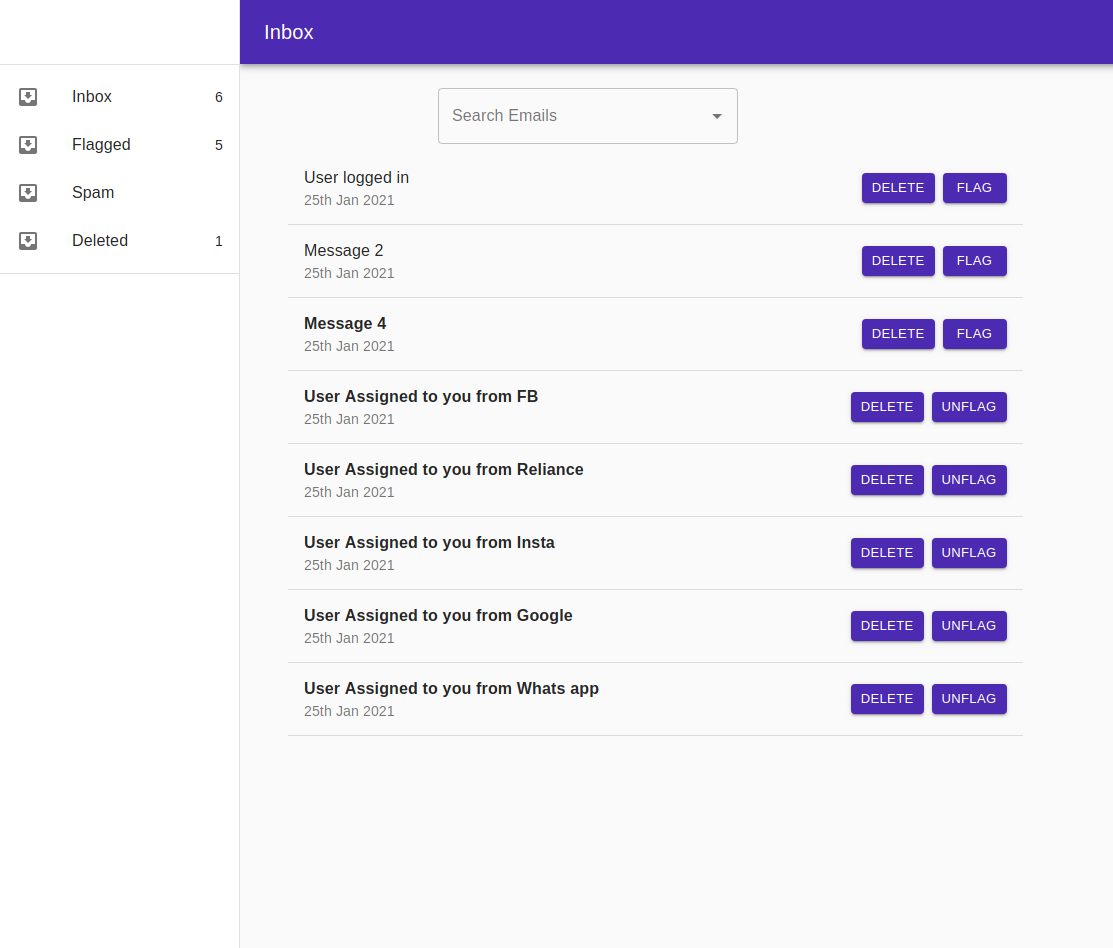 Inbox
Inbox 6
Flagged 5
Spam
Deleted 1
Search Emails
User logged in
25th Jan 2021
DELETE FLAG
Message 2
25th Jan 2021
DELETE FLAG
Message 4
25th Jan 2021
DELETE FLAG
User Assigned to you from FB
25th Jan 2021
DELETE UNFLAG
User Assigned to you from Reliance
25th Jan 2021
DELETE UNFLAG
User Assigned to you from Insta
25th Jan 2021
DELETE UNFLAG
User Assigned to you from Google
25th Jan 2021
DELETE UNFLAG
User Assigned to you from Whats app
25th Jan 2021
DELETE UNFLAG